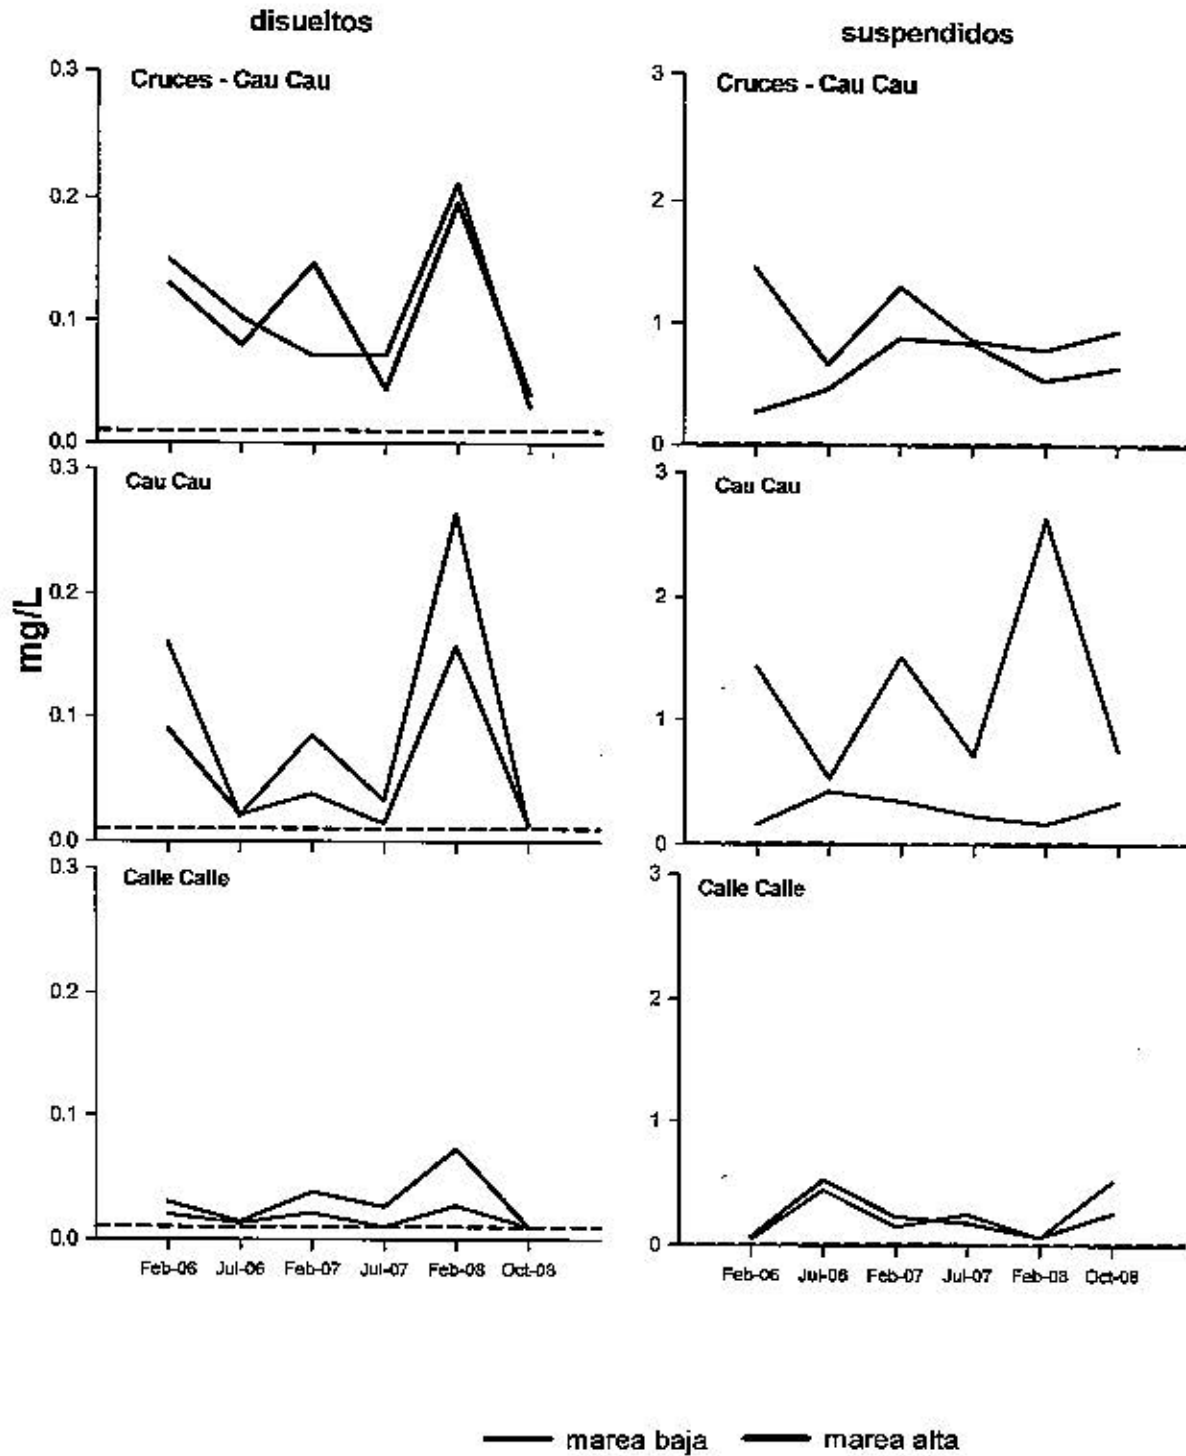 disueltos
suspendidos
mg/L
Cruces - Cau Cau
0.3
0.2
0.1
0.0
Cruces - Cau Cau
3
2
1
0
Cau Cau
0.3
0.2
0.1
0.0
Cau Cau
3
2
1
0
Calle Calle
0.3
0.2
0.1
0.0
Feb-06 Jul-06 Feb-07 Jul-07 Feb-08 Oct-08
Calle Calle
3
2
1
0
Feb-06 Jul-06 Feb-07 Jul-07 Feb-08 Oct-08
marea baja marea alta